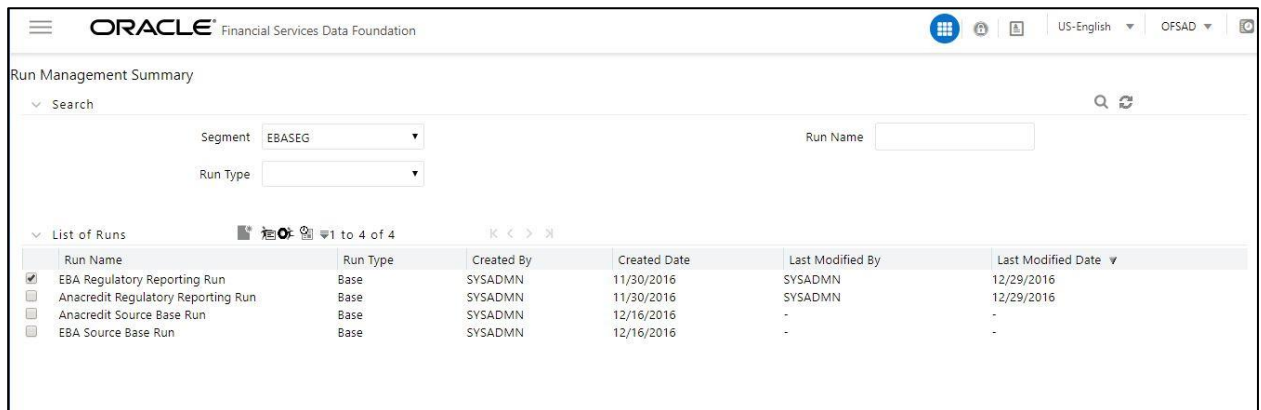 ORACLE Financial Services Data Foundation US-English OFSAD
Run Management Summary
Search
Segment EBASEG Run Name
Run Type
List of Runs 1 to 4 of 4
Run Name Run Type Created By Created Date Last Modified By Last Modified Date
EBA Regulatory Reporting Run Base SYSADMN 11/30/2016 SYSADMN 12/29/2016
Anacredit Regulatory Reporting Run Base SYSADMN 11/30/2016 SYSADMN 12/29/2016
Anacredit Source Base Run Base SYSADMN 12/16/2016 - -
EBA Source Base Run Base SYSADMN 12/16/2016 - -